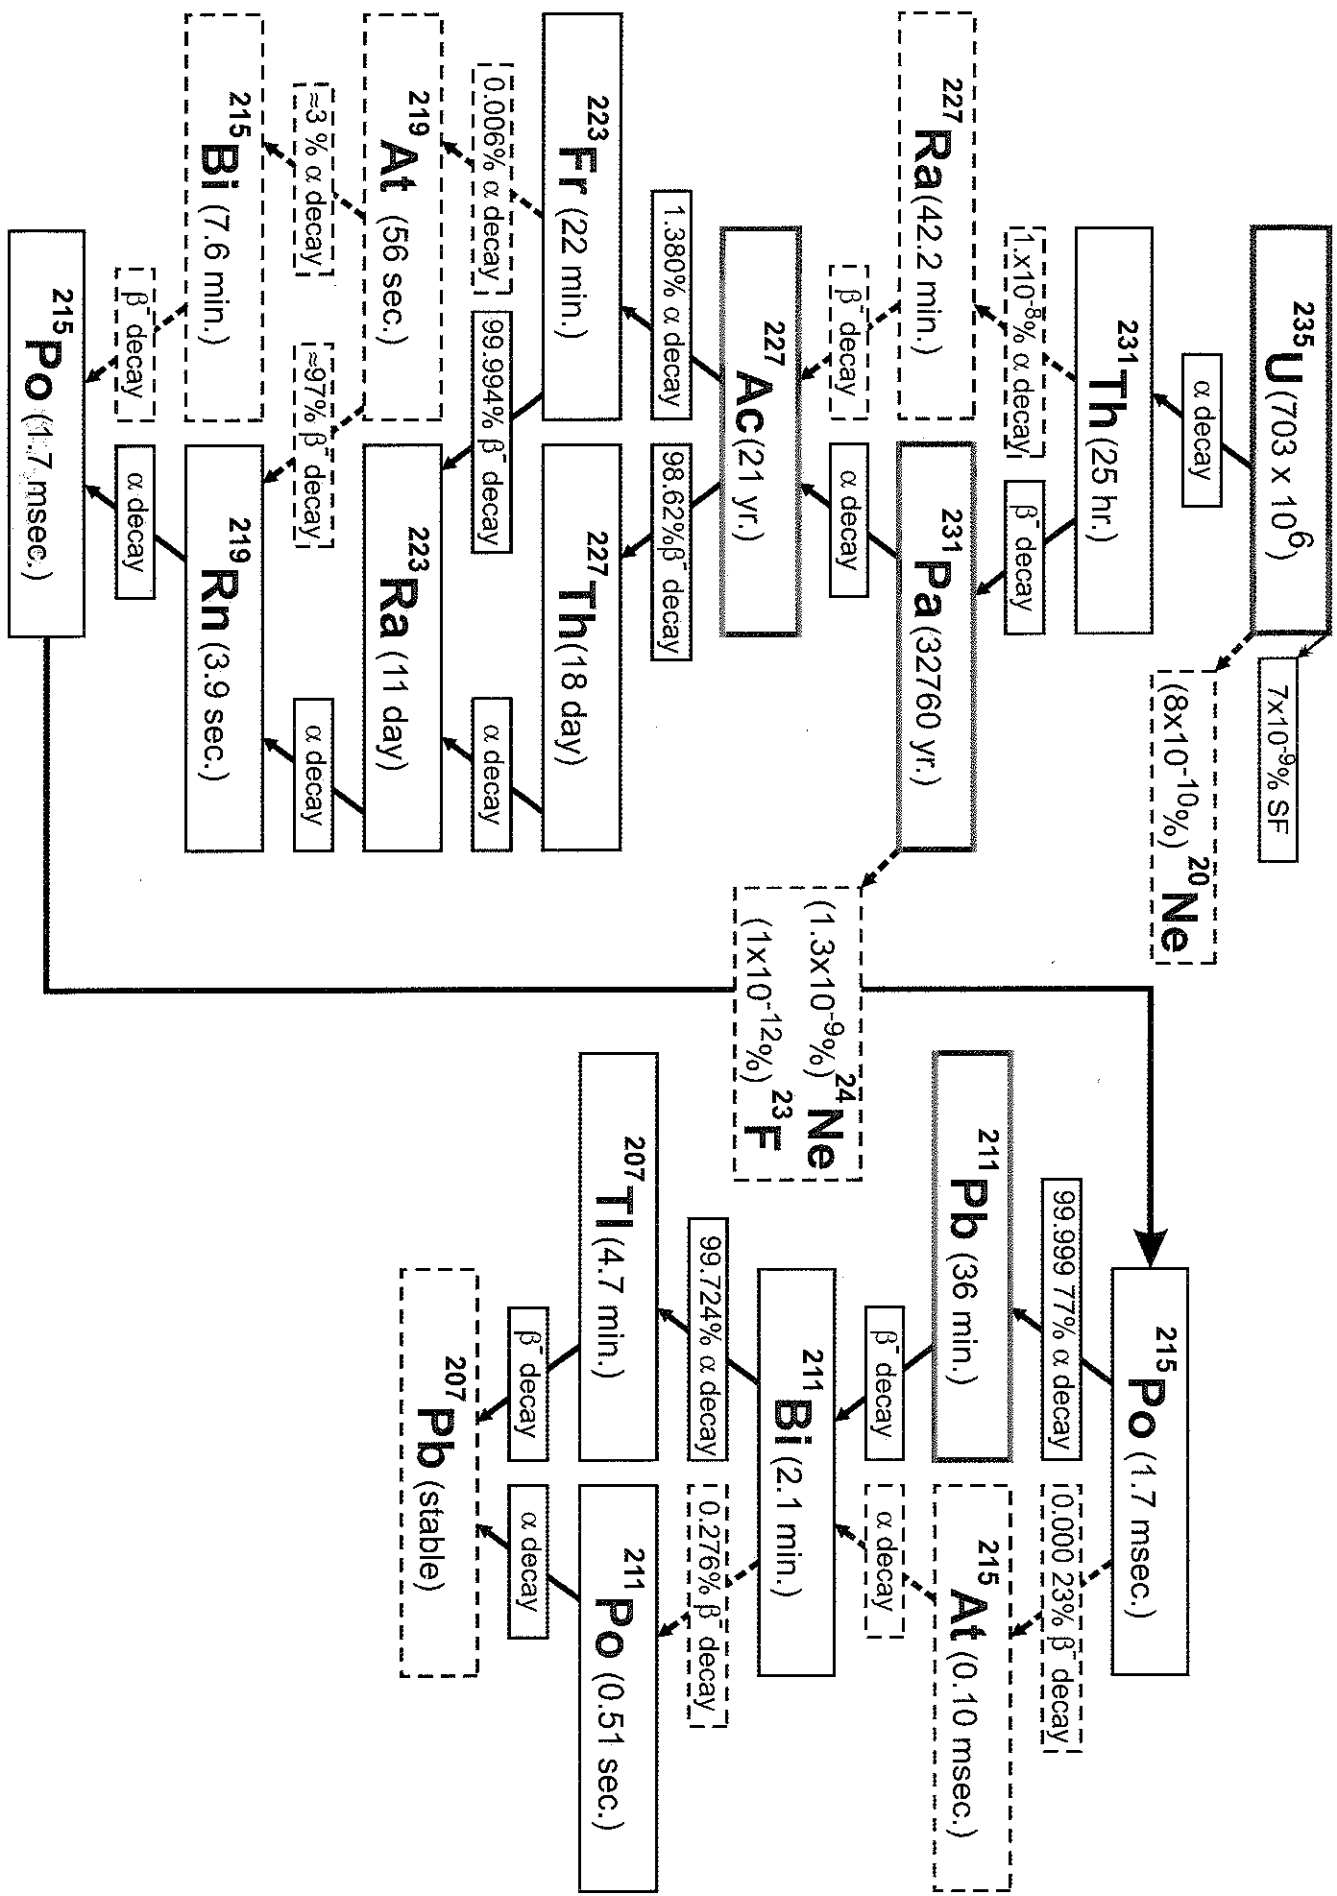 ²³⁵U (703 x 10⁶)
7x10⁻⁹% SF
α decay
(8x10⁻¹⁰%) ²⁰Ne
²³¹Th (25 hr.)
1.x10⁻⁸% α decay
β⁻ decay
²²⁷Ra (42.2 min.)
²³¹Pa (32760 yr.)
β⁻ decay
α decay
(1.3x10⁻⁹%) ²⁴Ne
(1x10⁻¹²%) ²³F
²²⁷Ac (21 yr.)
1.380% α decay
98.62% β⁻ decay
²²³Fr (22 min.)
²²⁷Th (18 day)
0.006% α decay
99.994% β⁻ decay
α decay
²¹⁹At (56 sec.)
²²³Ra (11 day)
≈3 % α decay
≈97% β⁻ decay
α decay
²¹⁵Bi (7.6 min.)
²¹⁹Rn (3.9 sec.)
β⁻ decay
α decay
²¹⁵Po (1.7 msec.)
²¹⁵Po (1.7 msec.)
99.999 77% α decay
0.000 23% β⁻ decay
²¹¹Pb (36 min.)
²¹⁵At (0.10 msec.)
β⁻ decay
α decay
²¹¹Bi (2.1 min.)
99.724% α decay
0.276% β⁻ decay
²⁰⁷Tl (4.7 min.)
²¹¹Po (0.51 sec.)
β⁻ decay
α decay
²⁰⁷Pb (stable)